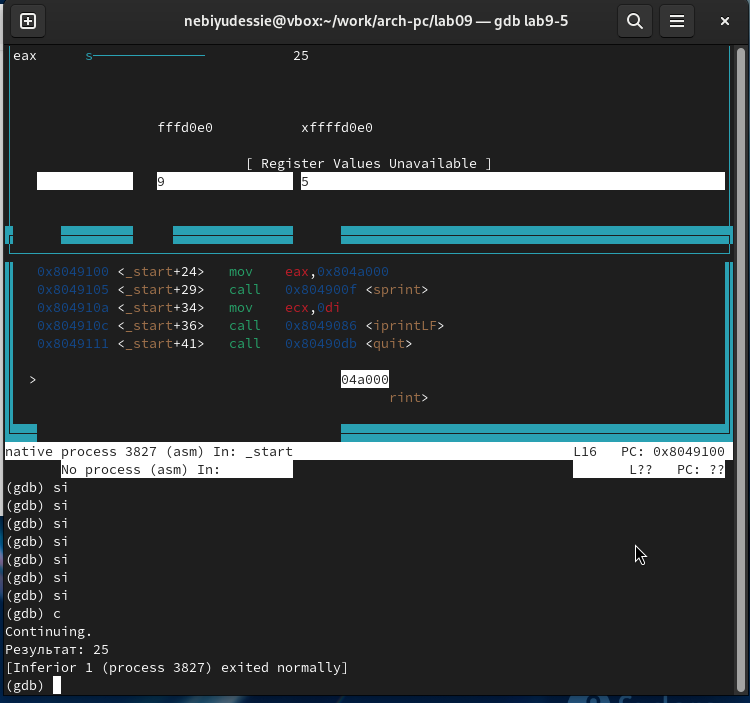 nebiyudessie@vbox:~/work/arch-pc/lab09 — gdb lab9-5
eax s 25
fffd0e0 xffffd0e0
[ Register Values Unavailable ]
9 5
0x8049100 <_start+24> mov eax,0x804a000
0x8049105 <_start+29> call 0x804900f <sprint>
0x804910a <_start+34> mov ecx,0di
0x804910c <_start+36> call 0x8049086 <iprintLF>
0x8049111 <_start+41> call 0x80490db <quit>
> 04a000
rint>
native process 3827 (asm) In: _start L16 PC: 0x8049100
No process (asm) In: L?? PC: ??
(gdb) si
(gdb) si
(gdb) si
(gdb) si
(gdb) si
(gdb) si
(gdb) si
(gdb) c
Continuing.
Результат: 25
[Inferior 1 (process 3827) exited normally]
(gdb)